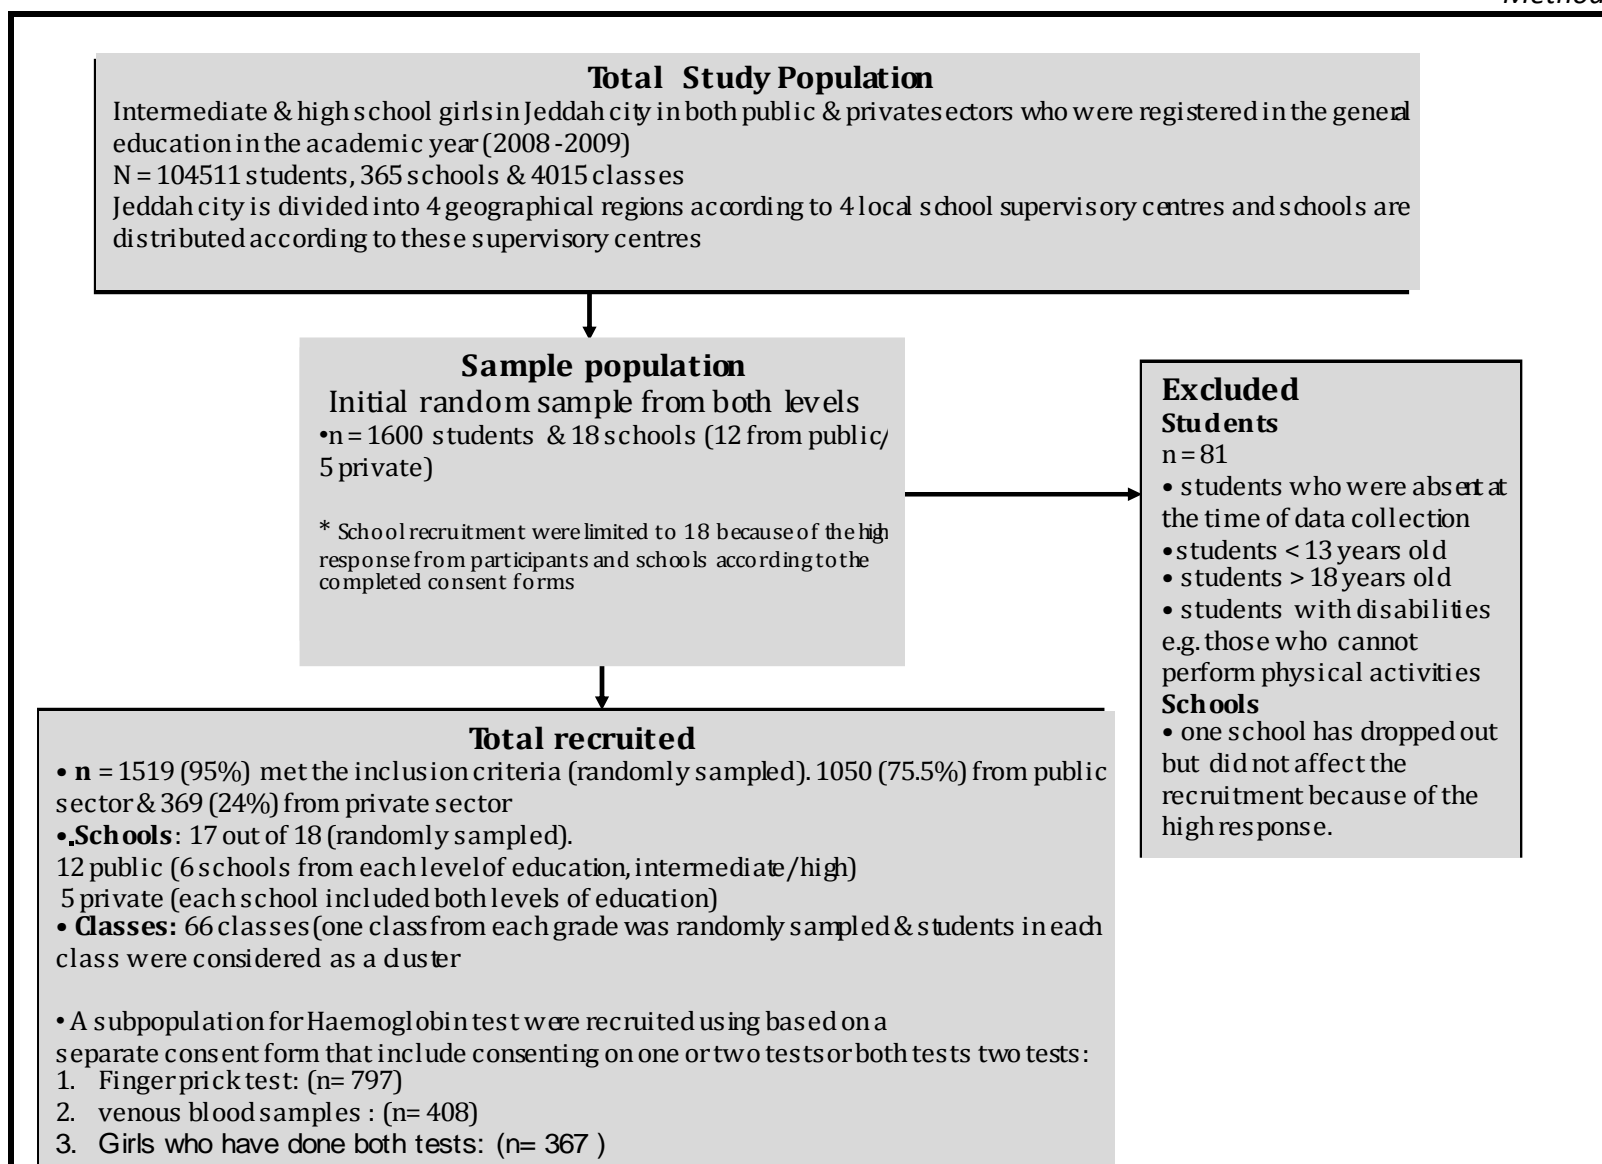 Total Study Population
Intermediate & high school girls in Jeddah city in both public & private sectors who were registered in the general
education in the academic year (2008 -2009)
N = 104511 students, 365 schools & 4015 classes
Jeddah city is divided into 4 geographical regions according to 4 local school supervisory centres and schools are
distributed according to these supervisory centres
Sample population
Initial random sample from both levels
•n = 1600 students & 18 schools (12 from public/
5 private)
* School recruitment were limited to 18 because of the high
response from participants and schools according to the
completed consent forms
Excluded
Students
n = 81
• students who were absent at
the time of data collection
•students < 13 years old
• students > 18 years old
• students with disabilities
e.g. those who cannot
perform physical activities
Schools
• one school has dropped out
but did not affect the
recruitment because of the
high response.
Total recruited
• n = 1519 (95%) met the inclusion criteria (randomly sampled). 1050 (75.5%) from public
sector & 369 (24%) from private sector
•.Schools: 17 out of 18 (randomly sampled).
12 public (6 schools from each level of education, intermediate/high)
5 private (each school included both levels of education)
• Classes: 66 classes (one class from each grade was randomly sampled & students in each
class were considered as a cluster
• A subpopulation for Haemoglobin test were recruited using based on a
separate consent form that include consenting on one or two tests or both tests two tests:
1. Finger prick test: (n= 797)
2. venous blood samples : (n= 408)
3. Girls who have done both tests: (n= 367 )